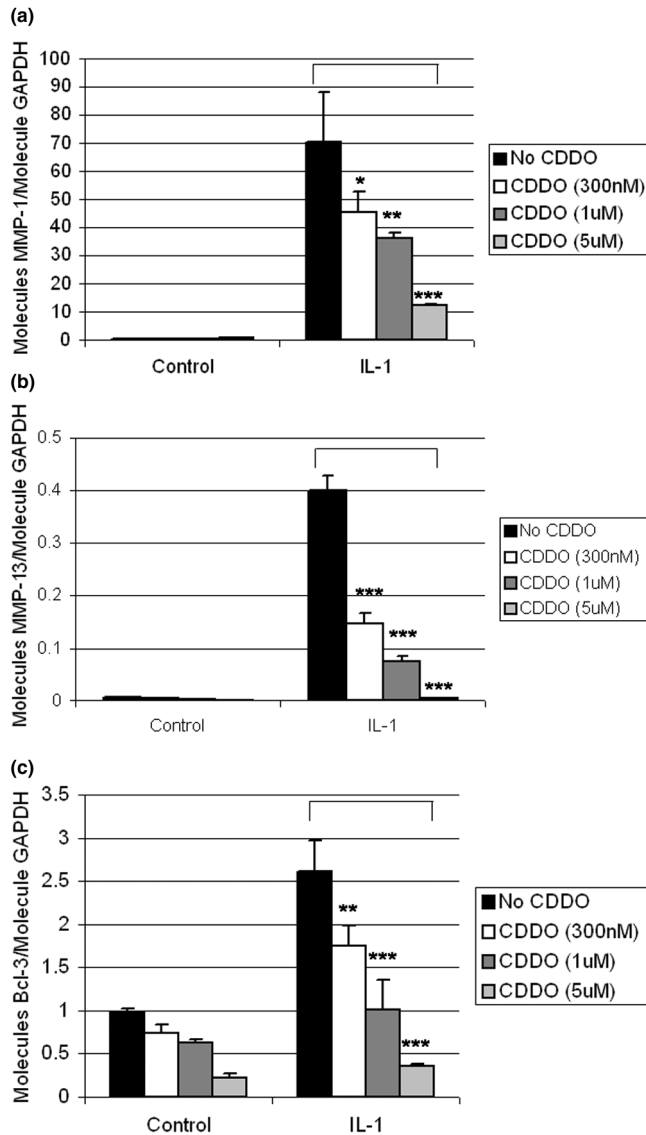 (a)
Molecules MMP-1/Molecule GAPDH
100
90
80
70
60
50
40
30
20
10
0
*
**
***
Control
IL-1
No CDDO
CDDO (300nM)
CDDO (1uM)
CDDO (5uM)
(b)
Molecules MMP-13/Molecule GAPDH
0.5
0.4
0.3
0.2
0.1
0
***
***
***
Control
IL-1
No CDDO
CDDO (300nM)
CDDO (1uM)
CDDO (5uM)
(c)
Molecules Bcl-3/Molecule GAPDH
3.5
3
2.5
2
1.5
1
0.5
0
**
***
***
Control
IL-1
No CDDO
CDDO (300nM)
CDDO (1uM)
CDDO (5uM)